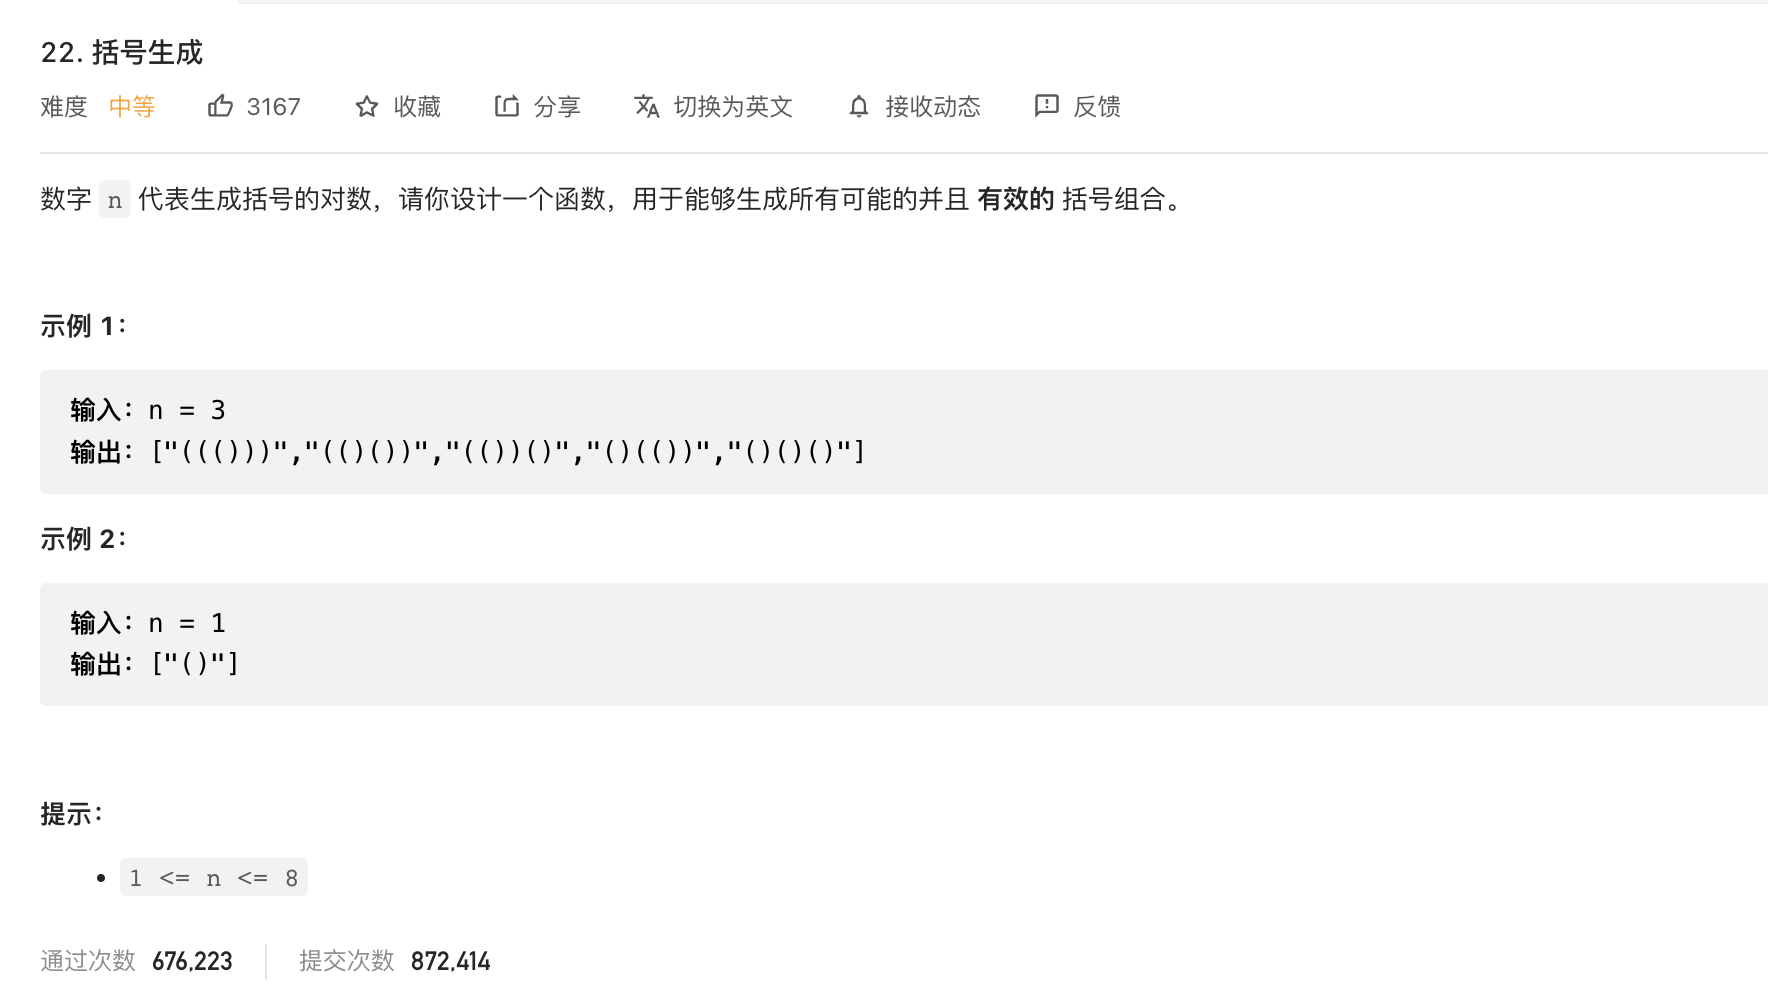 22. 括号生成
难度 中等 3167 收藏 分享 切换为英文 接收动态 反馈
数字 n 代表生成括号的对数，请你设计一个函数，用于能够生成所有可能的并且 有效的 括号组合。
示例 1：
输入：n = 3
输出：["((()))","(()())","(())()","()(())","()()()"]
示例 2：
输入：n = 1
输出：["()"]
提示：
1 <= n <= 8
通过次数 676,223 提交次数 872,414